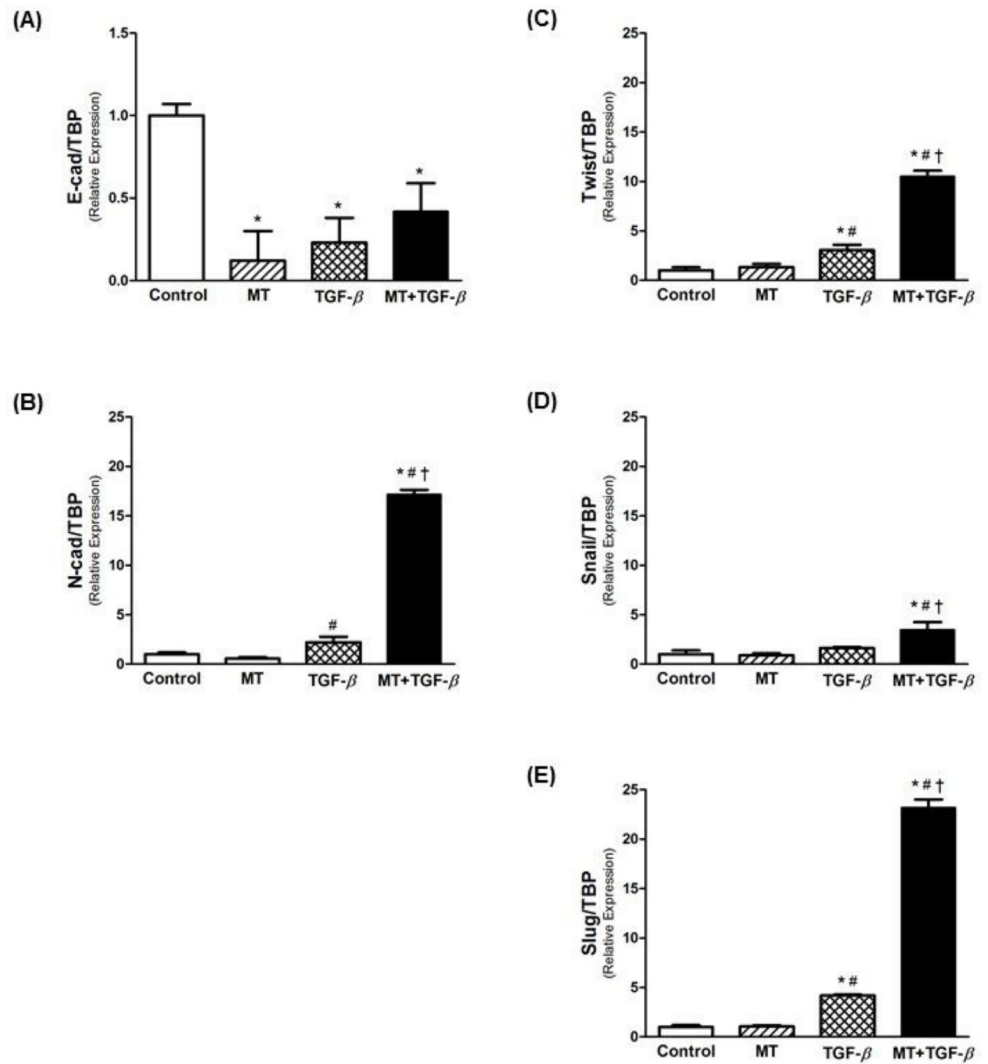 (A)
E-cad/TBP
(Relative Expression)
1.5
1.0
0.5
0.0
*
*
*
Control MT TGF-β MT+TGF-β
(B)
N-cad/TBP
(Relative Expression)
25
20
15
10
5
0
#
* # †
Control MT TGF-β MT+TGF-β
(C)
Twist/TBP
(Relative Expression)
25
20
15
10
5
0
* #
* # †
Control MT TGF-β MT+TGF-β
(D)
Snail/TBP
(Relative Expression)
25
20
15
10
5
0
* # †
Control MT TGF-β MT+TGF-β
(E)
Slug/TBP
(Relative Expression)
25
20
15
10
5
0
* #
* # †
Control MT TGF-β MT+TGF-β